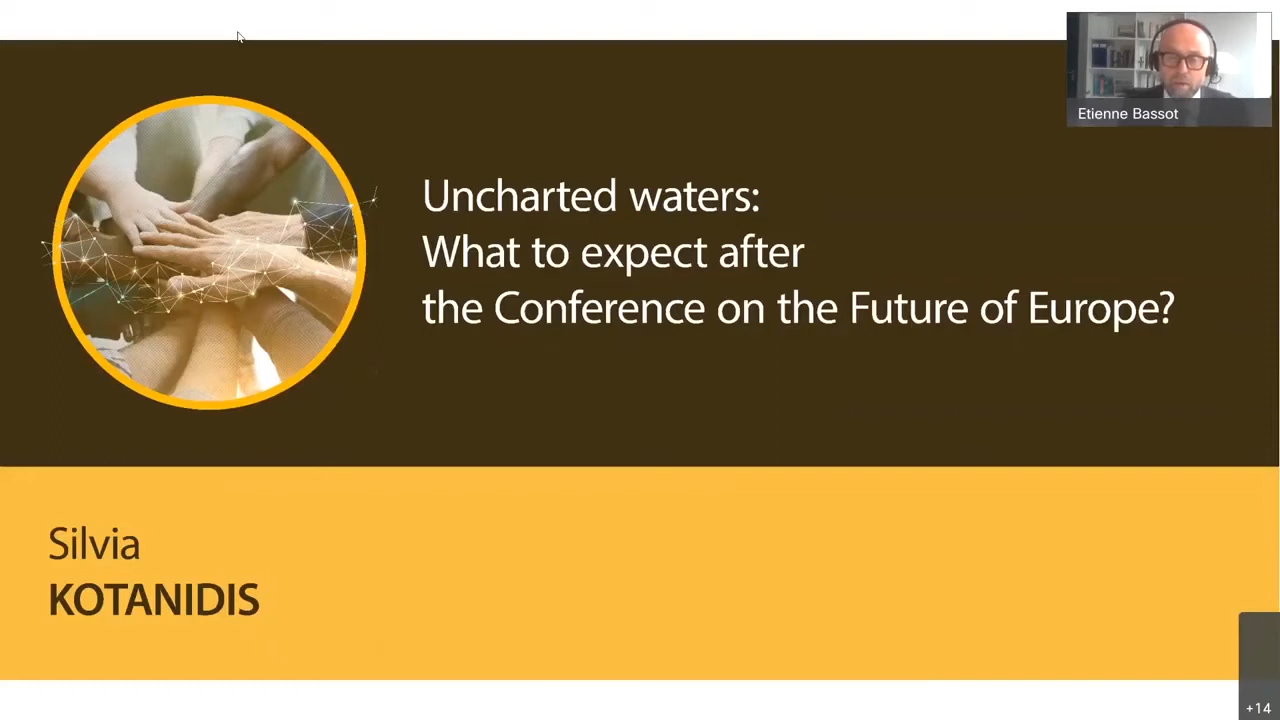 Etienne Bassot
Uncharted waters:
What to expect after
the Conference on the Future of Europe?
Silvia
KOTANIDIS
+14